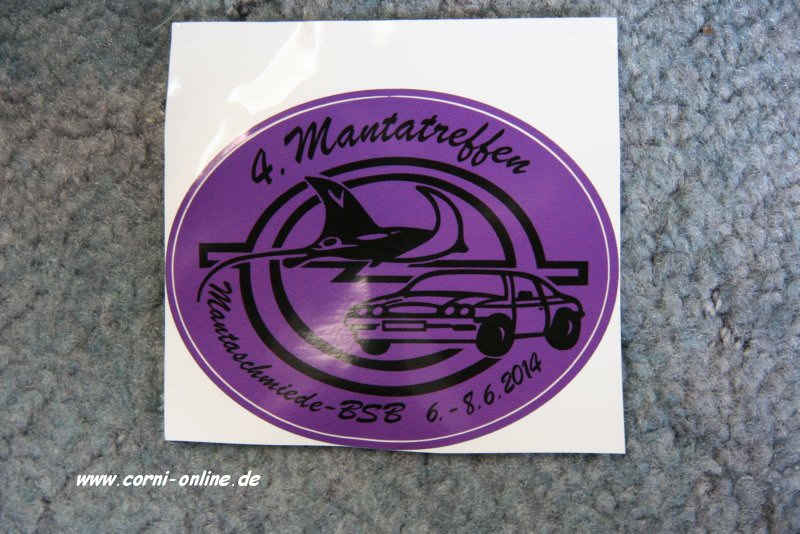 4. Mantatreffen
Mantaschmiede-BSB 6.-8.6.2014
www.corni-online.de